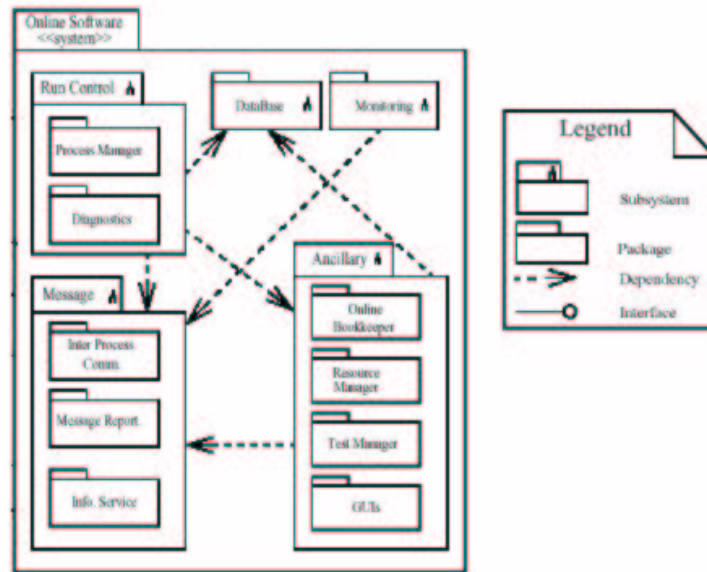 Online Software
<<system>>
Run Control
Process Manager
Diagnostics
DataBase
Monitoring
Message
Inter Process
Comm.
Message Report.
Info. Service
Ancillary
Online
Bookkeeper
Resource
Manager
Test Manager
GUIs
Legend
Subsystem
Package
Dependency
Interface